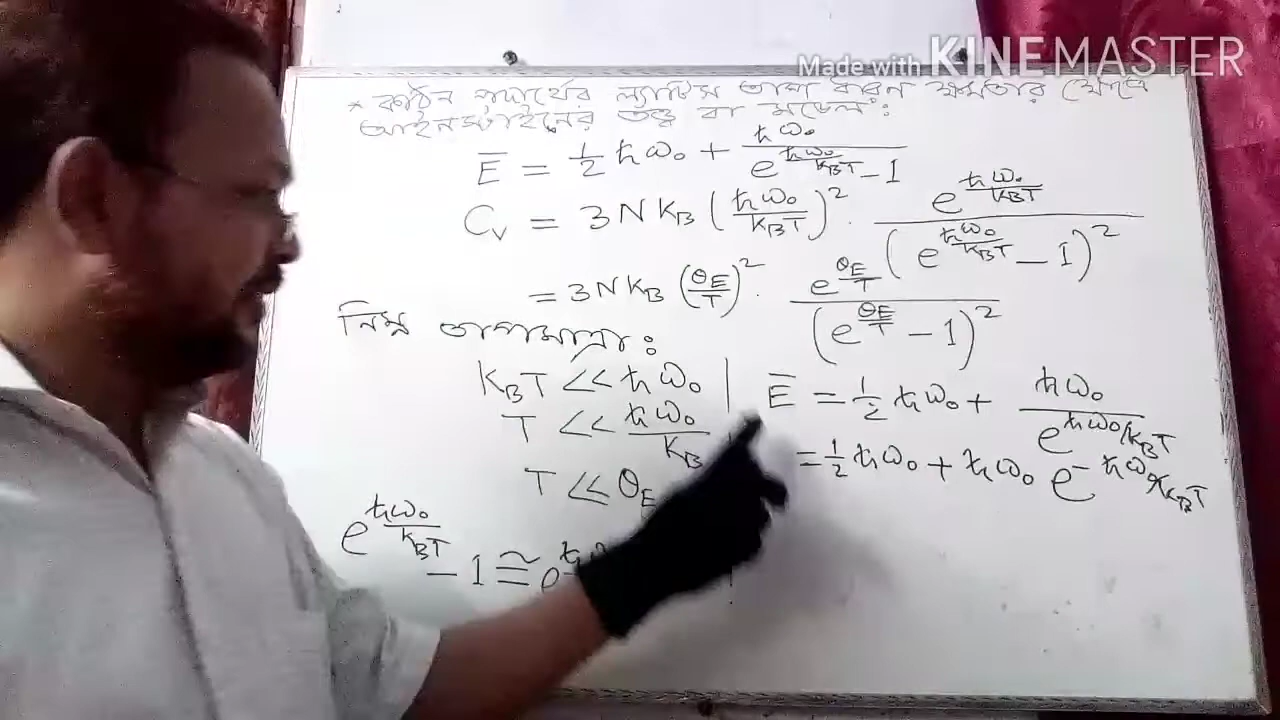 Made with KINEMASTER
* কঠিন পদার্থের ল্যাটিস তাপ ধারণ ক্ষমতার ক্ষেত্রে
আইনস্টাইনের তত্ত্ব বা মডেল:
E̅ = 1/2 ħω₀ + ħω₀ / (e^(ħω₀/K_BT) - 1)
C_v = 3NK_B (ħω₀/K_BT)² · e^(ħω₀/K_BT) / (e^(ħω₀/K_BT) - 1)²
= 3NK_B (θ_E/T)² · e^(θ_E/T) / (e^(θ_E/T) - 1)²
নিম্ন তাপমাত্রা:
K_BT << ħω₀
T << ħω₀/K_B
T << θ_E
e^(ħω₀/K_BT) - 1 ≅ e
E̅ = 1/2 ħω₀ + ħω₀ / e^(ħω₀/K_BT)
= 1/2 ħω₀ + ħω₀ e^(-ħω₀/K_BT)